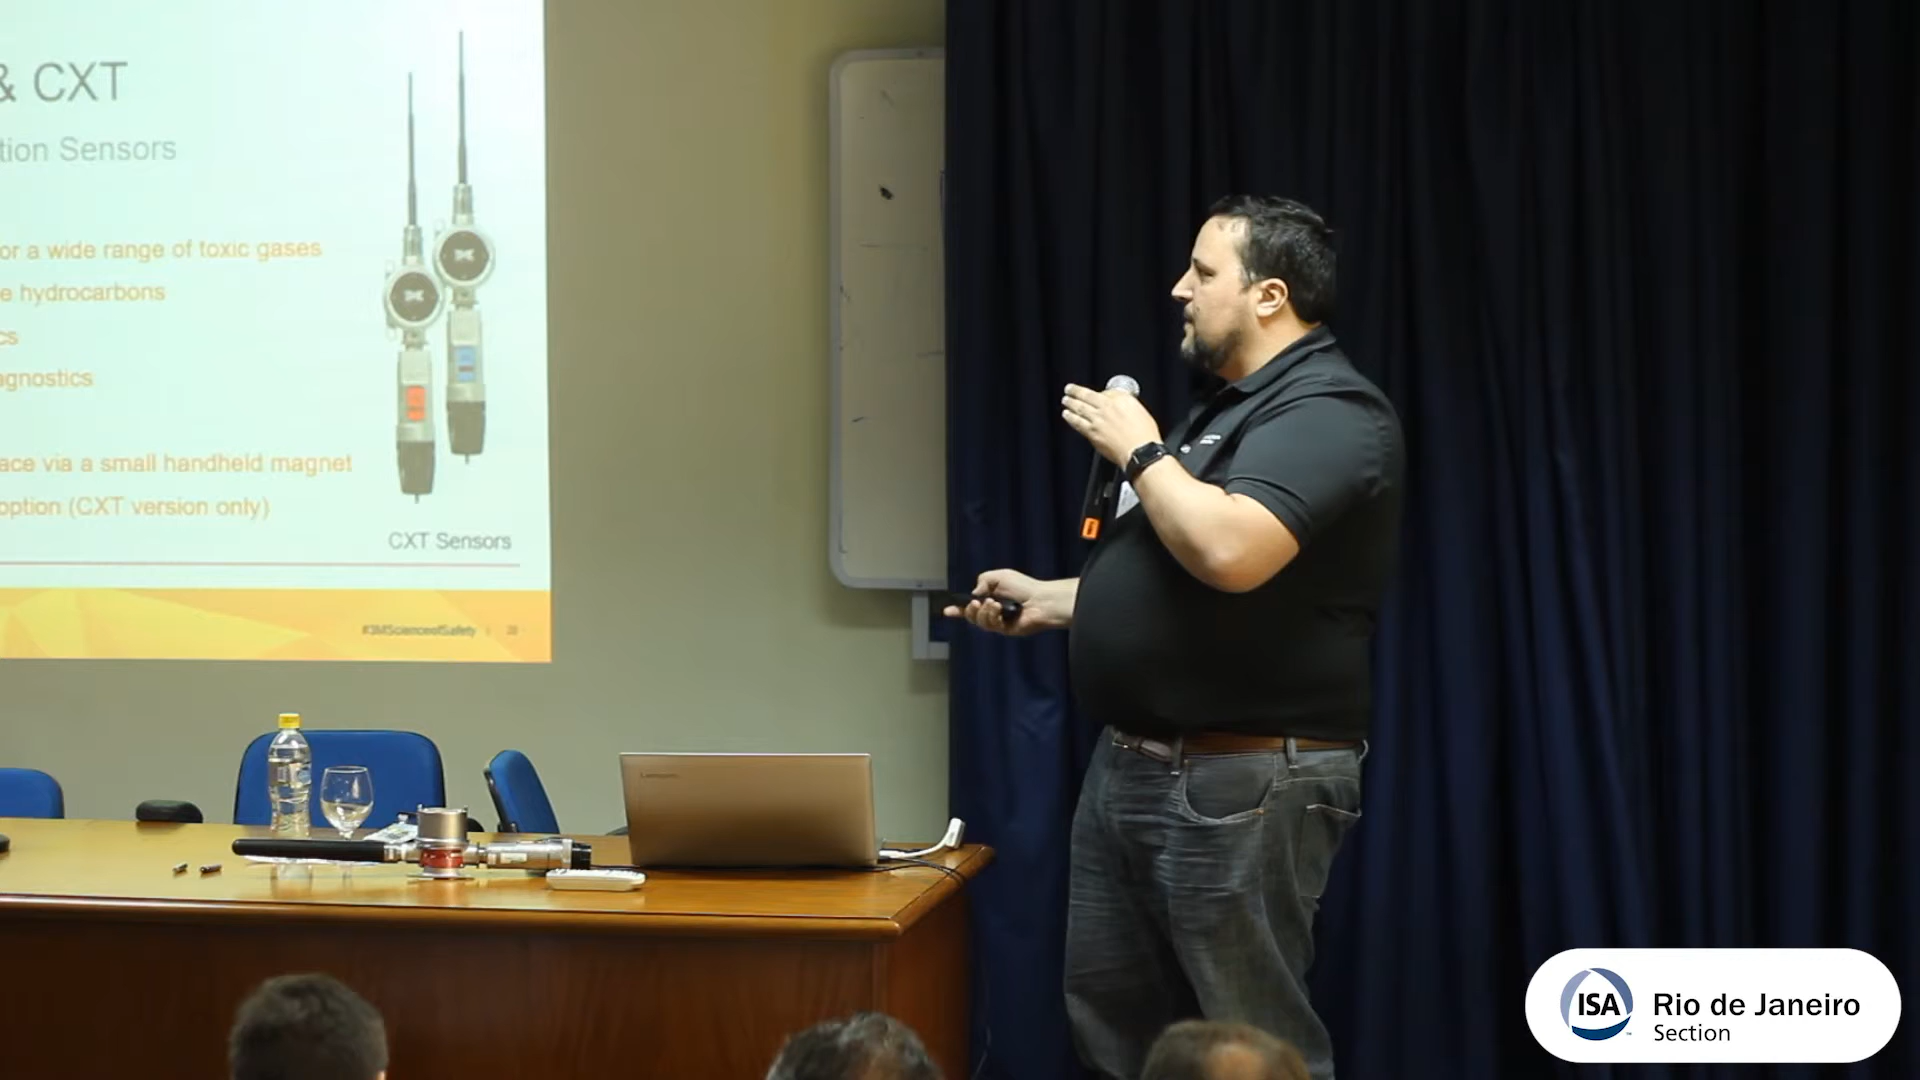 & CXT
tion Sensors
or a wide range of toxic gases
e hydrocarbons
cs
agnostics
ace via a small handheld magnet
option (CXT version only)
CXT Sensors
#3MScienceofSafety
Lenovo
ISA
Rio de Janeiro
Section